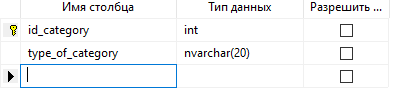 Имя столбца Тип данных Разрешить ...
id_category int
type_of_category nvarchar(20)